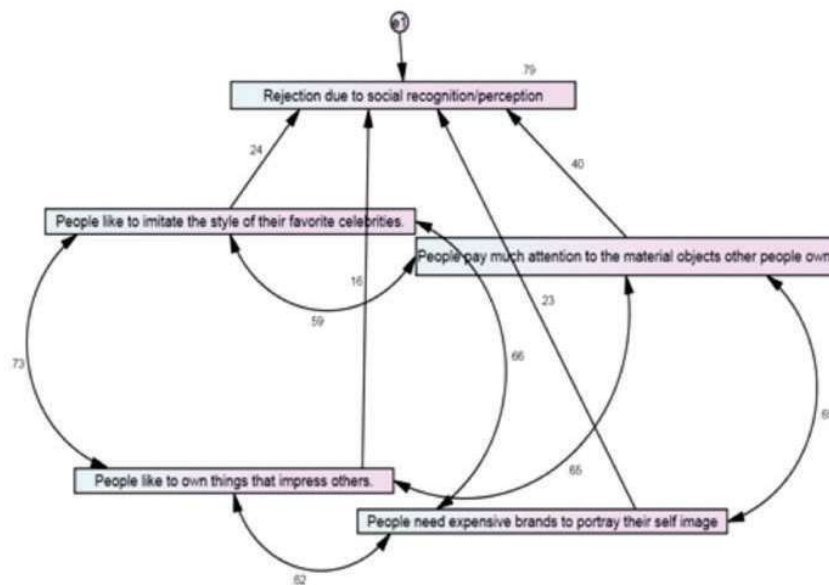 e1
.79
Rejection due to social recognition/perception
.24
.40
People like to imitate the style of their favorite celebrities.
People pay much attention to the material objects other people own
.16
.23
.59
.66
.73
.65
People like to own things that impress others.
People need expensive brands to portray their self image
.62